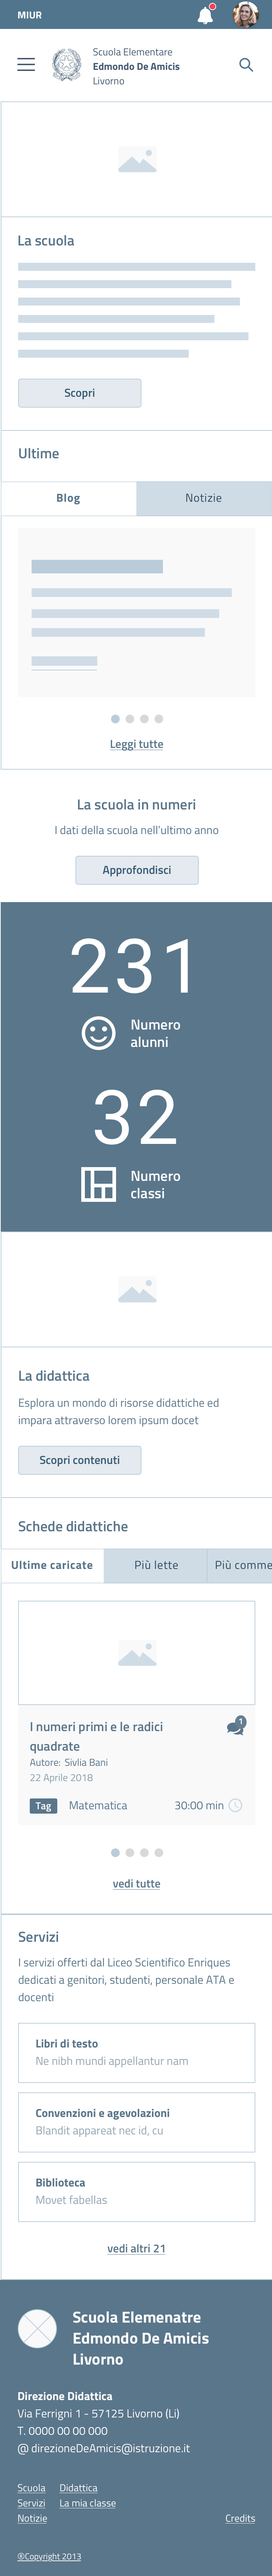 MIUR
Scuola Elementare
Edmondo De Amicis
Livorno
La scuola
Scopri
Ultime
Blog Notizie
Leggi tutte
La scuola in numeri
I dati della scuola nell'ultimo anno
Approfondisci
231
Numero
alunni
32
Numero
classi
La didattica
Esplora un mondo di risorse didattiche ed
impara attraverso lorem ipsum docet
Scopri contenuti
Schede didattiche
Ultime caricate Più lette Più comme
I numeri primi e le radici
quadrate
1
Autore: Sivlia Bani
22 Aprile 2018
Tag Matematica 30:00 min
vedi tutte
Servizi
I servizi offerti dal Liceo Scientifico Enriques
dedicati a genitori, studenti, personale ATA e
docenti
Libri di testo
Ne nibh mundi appellantur nam
Convenzioni e agevolazioni
Blandit appareat nec id, cu
Biblioteca
Movet fabellas
vedi altri 21
Scuola Elemenatre
Edmondo De Amicis
Livorno
Direzione Didattica
Via Ferrigni 1 - 57125 Livorno (Li)
T. 0000 00 00 000
@ direzioneDeAmicis@istruzione.it
Scuola Didattica
Servizi La mia classe
Notizie Credits
®Copyright 2013